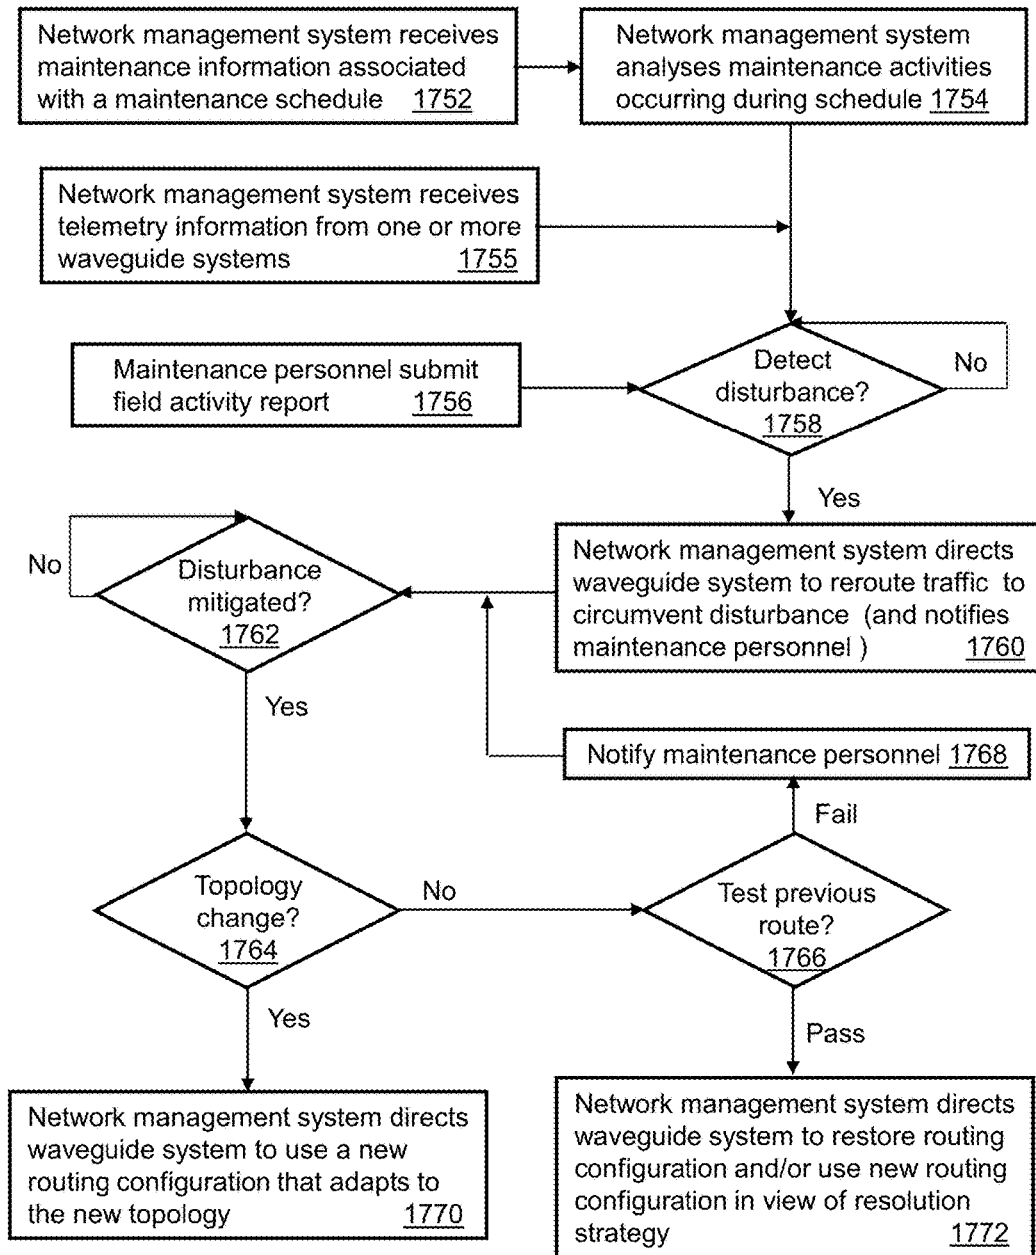 Network management system receives
maintenance information associated
with a maintenance schedule 1752
Network management system
analyses maintenance activities
occurring during schedule 1754
Network management system receives
telemetry information from one or more
waveguide systems 1755
Maintenance personnel submit
field activity report 1756
Detect
disturbance?
1758
No
Yes
Network management system directs
waveguide system to reroute traffic to
circumvent disturbance (and notifies
maintenance personnel ) 1760
No
Disturbance
mitigated?
1762
Yes
Notify maintenance personnel 1768
Fail
Topology
change?
1764
No
Test previous
route?
1766
Yes
Pass
Network management system directs
waveguide system to use a new
routing configuration that adapts to
the new topology 1770
Network management system directs
waveguide system to restore routing
configuration and/or use new routing
configuration in view of resolution
strategy 1772